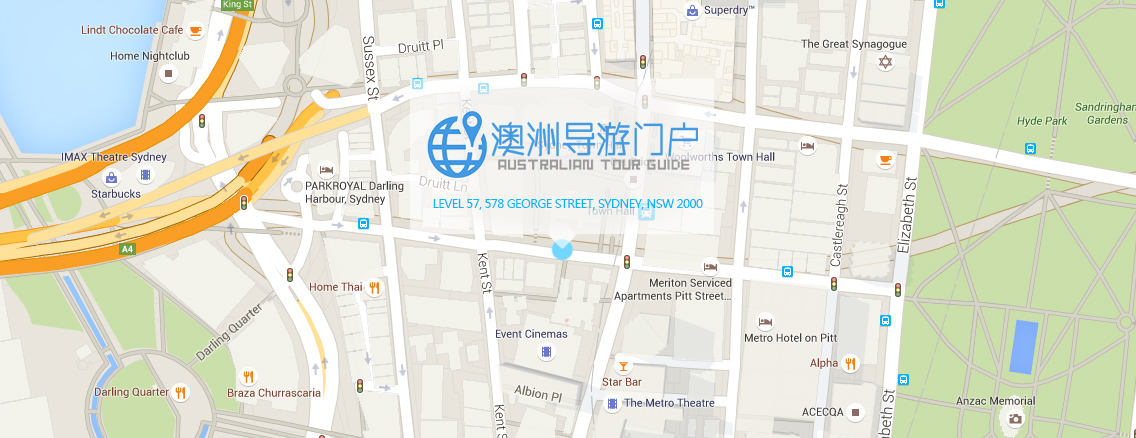 King St
Superdry™
Lindt Chocolate Cafe
Home Nightclub
Sussex St
Druitt Pl
The Great Synagogue
Sandringham
Gardens
Hyde Park
澳洲导游门户
AUSTRALIAN TOUR GUIDE
Woolworths Town Hall
IMAX Theatre Sydney
Starbucks
PARKROYAL Darling
Harbour, Sydney
Druitt Ln
LEVEL 57, 578 GEORGE STREET, SYDNEY, NSW 2000
Town Hall
Castlereagh St
Elizabeth St
A4
Kent St
Home Thai
Meriton Serviced
Apartments Pitt Street...
Darling Quarter
Event Cinemas
Metro Hotel on Pitt
Alpha
Star Bar
Darling Quarter
Braza Churrascaria
Albion Pl
The Metro Theatre
Kent St
ACECQA
Anzac Memorial
abeth St